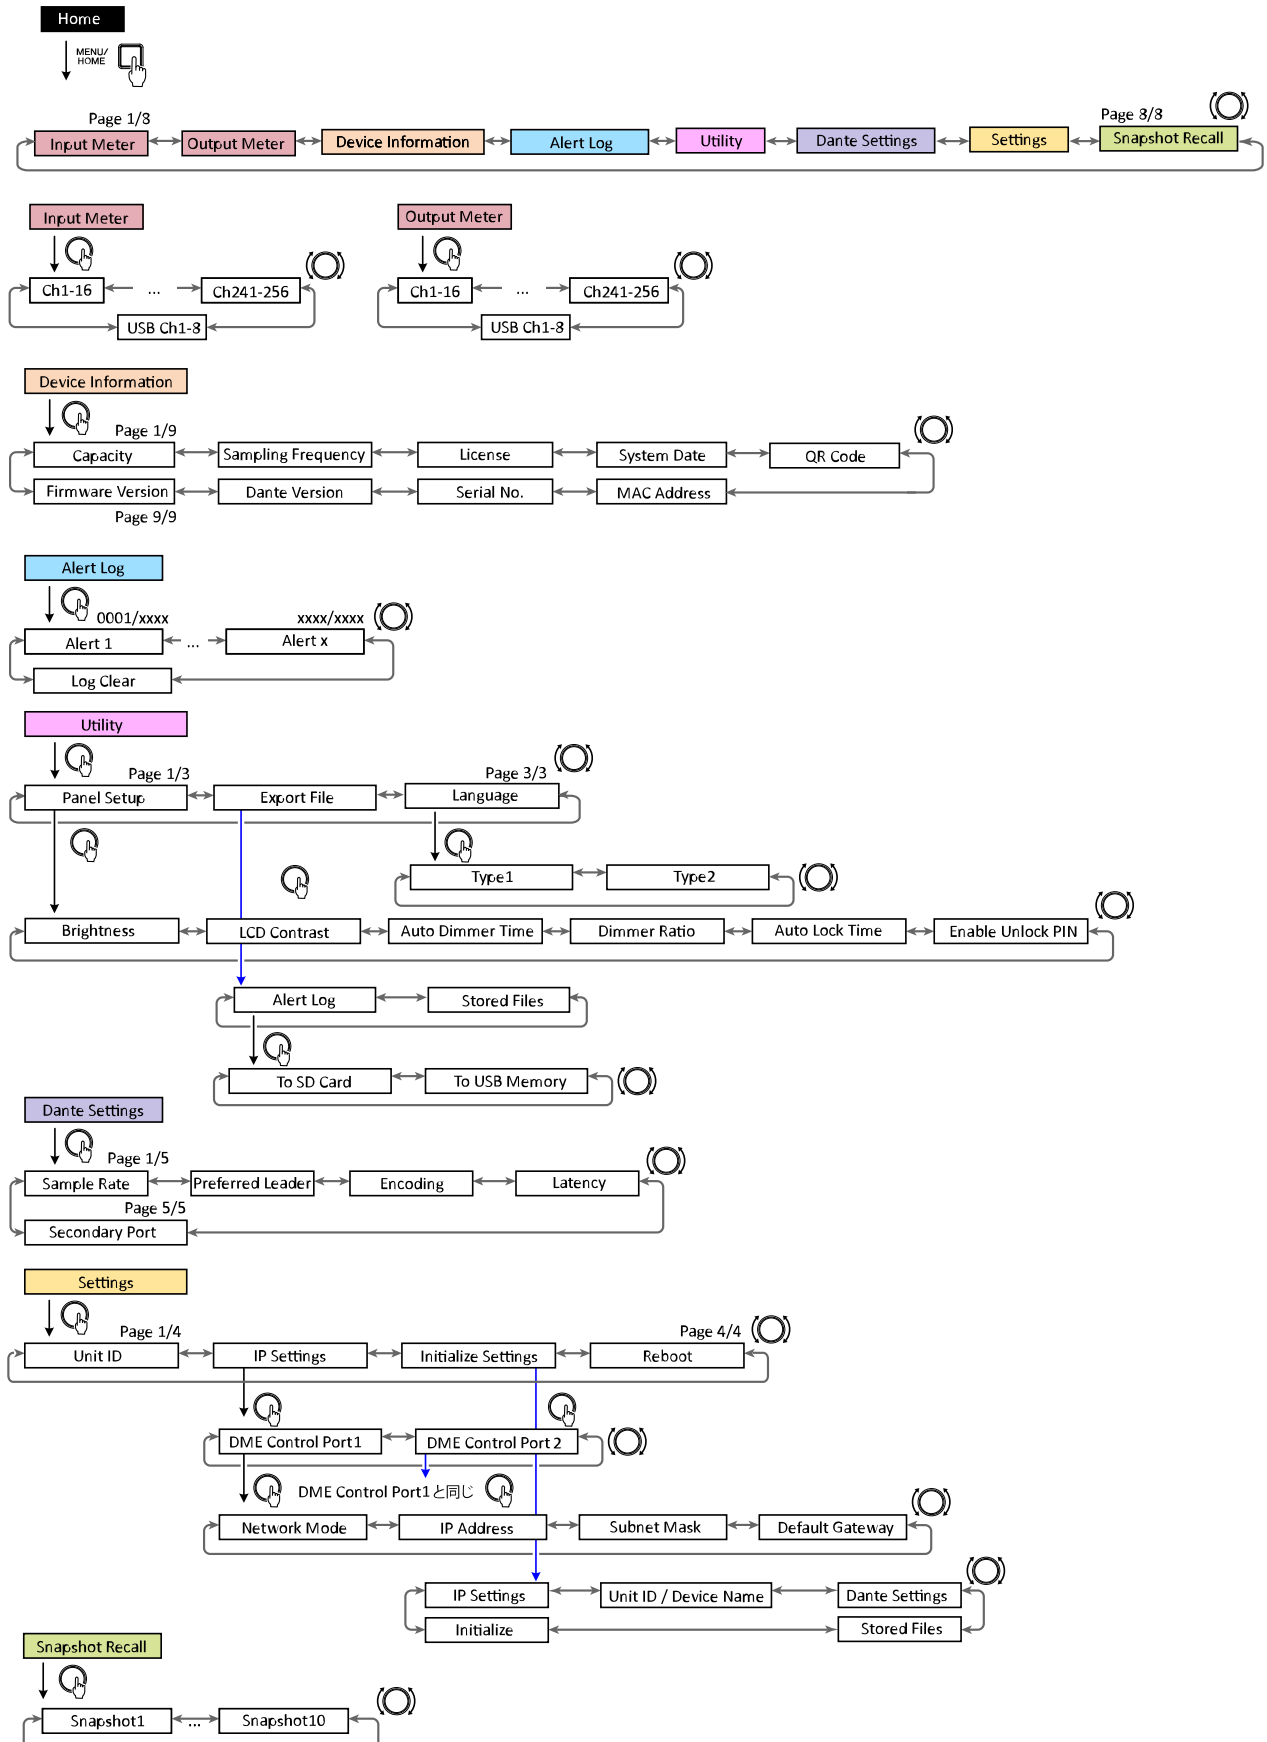 Home
MENU/
HOME
Page 1/8
Page 8/8
Input Meter
Output Meter
Device Information
Alert Log
Utility
Dante Settings
Settings
Snapshot Recall
Input Meter
Output Meter
Ch1-16
...
Ch241-256
USB Ch1-8
Ch1-16
...
Ch241-256
USB Ch1-8
Device Information
Page 1/9
Capacity
Sampling Frequency
License
System Date
QR Code
Firmware Version
Dante Version
Serial No.
MAC Address
Page 9/9
Alert Log
0001/xxxx
xxxx/xxxx
Alert 1
...
Alert x
Log Clear
Utility
Page 1/3
Page 3/3
Panel Setup
Export File
Language
Type1
Type2
Brightness
LCD Contrast
Auto Dimmer Time
Dimmer Ratio
Auto Lock Time
Enable Unlock PIN
Alert Log
Stored Files
To SD Card
To USB Memory
Dante Settings
Page 1/5
Sample Rate
Preferred Leader
Encoding
Latency
Page 5/5
Secondary Port
Settings
Page 1/4
Page 4/4
Unit ID
IP Settings
Initialize Settings
Reboot
DME Control Port1
DME Control Port 2
DME Control Port1と同じ
Network Mode
IP Address
Subnet Mask
Default Gateway
IP Settings
Unit ID / Device Name
Dante Settings
Initialize
Stored Files
Snapshot Recall
Snapshot1
...
Snapshot10